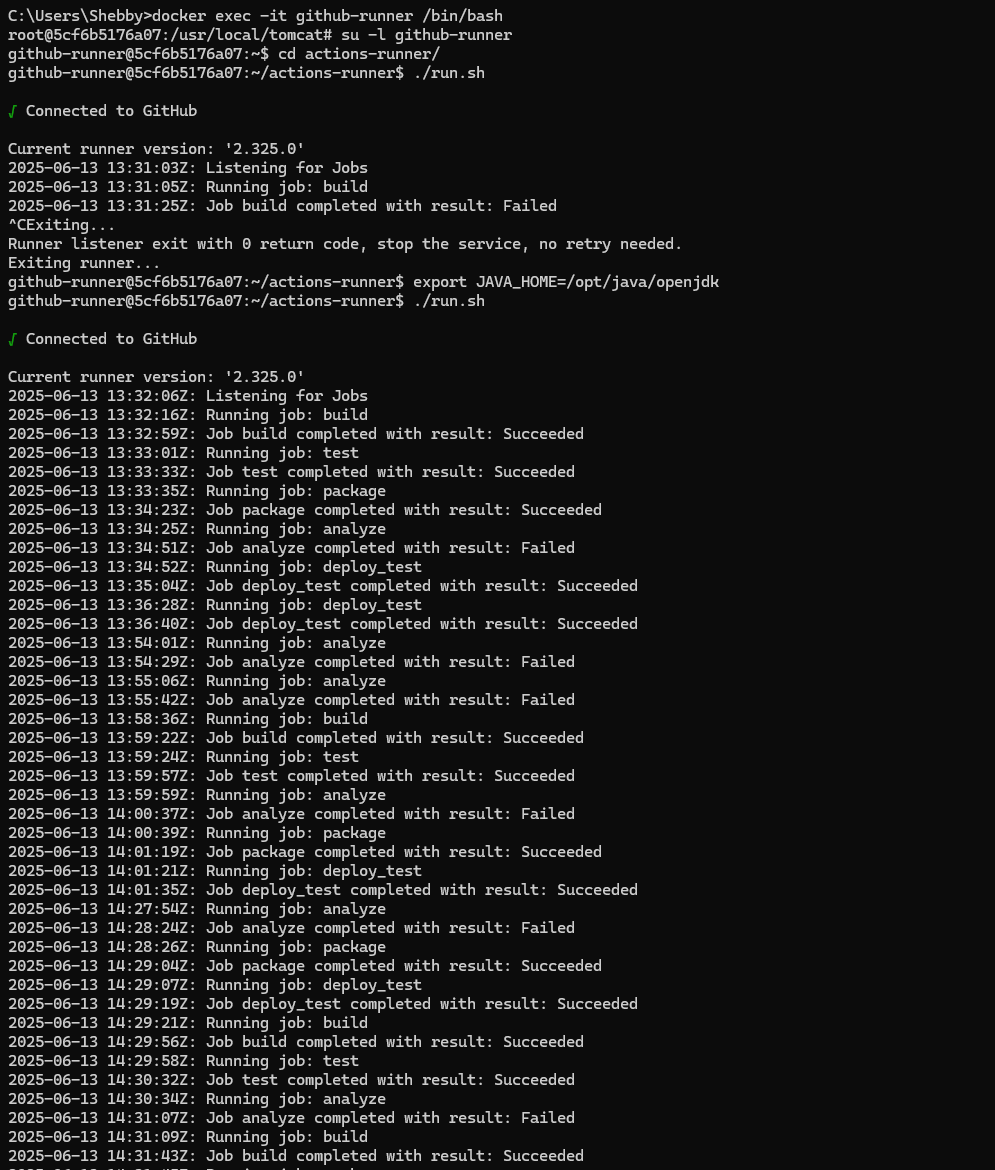 C:\Users\Shebby>docker exec -it github-runner /bin/bash
root@5cf6b5176a07:/usr/local/tomcat# su -l github-runner
github-runner@5cf6b5176a07:~$ cd actions-runner/
github-runner@5cf6b5176a07:~/actions-runner$ ./run.sh
√ Connected to GitHub
Current runner version: '2.325.0'
2025-06-13 13:31:03Z: Listening for Jobs
2025-06-13 13:31:05Z: Running job: build
2025-06-13 13:31:25Z: Job build completed with result: Failed
^CExiting...
Runner listener exit with 0 return code, stop the service, no retry needed.
Exiting runner...
github-runner@5cf6b5176a07:~/actions-runner$ export JAVA_HOME=/opt/java/openjdk
github-runner@5cf6b5176a07:~/actions-runner$ ./run.sh
√ Connected to GitHub
Current runner version: '2.325.0'
2025-06-13 13:32:06Z: Listening for Jobs
2025-06-13 13:32:16Z: Running job: build
2025-06-13 13:32:59Z: Job build completed with result: Succeeded
2025-06-13 13:33:01Z: Running job: test
2025-06-13 13:33:33Z: Job test completed with result: Succeeded
2025-06-13 13:33:35Z: Running job: package
2025-06-13 13:34:23Z: Job package completed with result: Succeeded
2025-06-13 13:34:25Z: Running job: analyze
2025-06-13 13:34:51Z: Job analyze completed with result: Failed
2025-06-13 13:34:52Z: Running job: deploy_test
2025-06-13 13:35:04Z: Job deploy_test completed with result: Succeeded
2025-06-13 13:36:28Z: Running job: deploy_test
2025-06-13 13:36:40Z: Job deploy_test completed with result: Succeeded
2025-06-13 13:54:01Z: Running job: analyze
2025-06-13 13:54:29Z: Job analyze completed with result: Failed
2025-06-13 13:55:06Z: Running job: analyze
2025-06-13 13:55:42Z: Job analyze completed with result: Failed
2025-06-13 13:58:36Z: Running job: build
2025-06-13 13:59:22Z: Job build completed with result: Succeeded
2025-06-13 13:59:24Z: Running job: test
2025-06-13 13:59:57Z: Job test completed with result: Succeeded
2025-06-13 13:59:59Z: Running job: analyze
2025-06-13 14:00:37Z: Job analyze completed with result: Failed
2025-06-13 14:00:39Z: Running job: package
2025-06-13 14:01:19Z: Job package completed with result: Succeeded
2025-06-13 14:01:21Z: Running job: deploy_test
2025-06-13 14:01:35Z: Job deploy_test completed with result: Succeeded
2025-06-13 14:27:54Z: Running job: analyze
2025-06-13 14:28:24Z: Job analyze completed with result: Failed
2025-06-13 14:28:26Z: Running job: package
2025-06-13 14:29:04Z: Job package completed with result: Succeeded
2025-06-13 14:29:07Z: Running job: deploy_test
2025-06-13 14:29:19Z: Job deploy_test completed with result: Succeeded
2025-06-13 14:29:21Z: Running job: build
2025-06-13 14:29:56Z: Job build completed with result: Succeeded
2025-06-13 14:29:58Z: Running job: test
2025-06-13 14:30:32Z: Job test completed with result: Succeeded
2025-06-13 14:30:34Z: Running job: analyze
2025-06-13 14:31:07Z: Job analyze completed with result: Failed
2025-06-13 14:31:09Z: Running job: build
2025-06-13 14:31:43Z: Job build completed with result: Succeeded